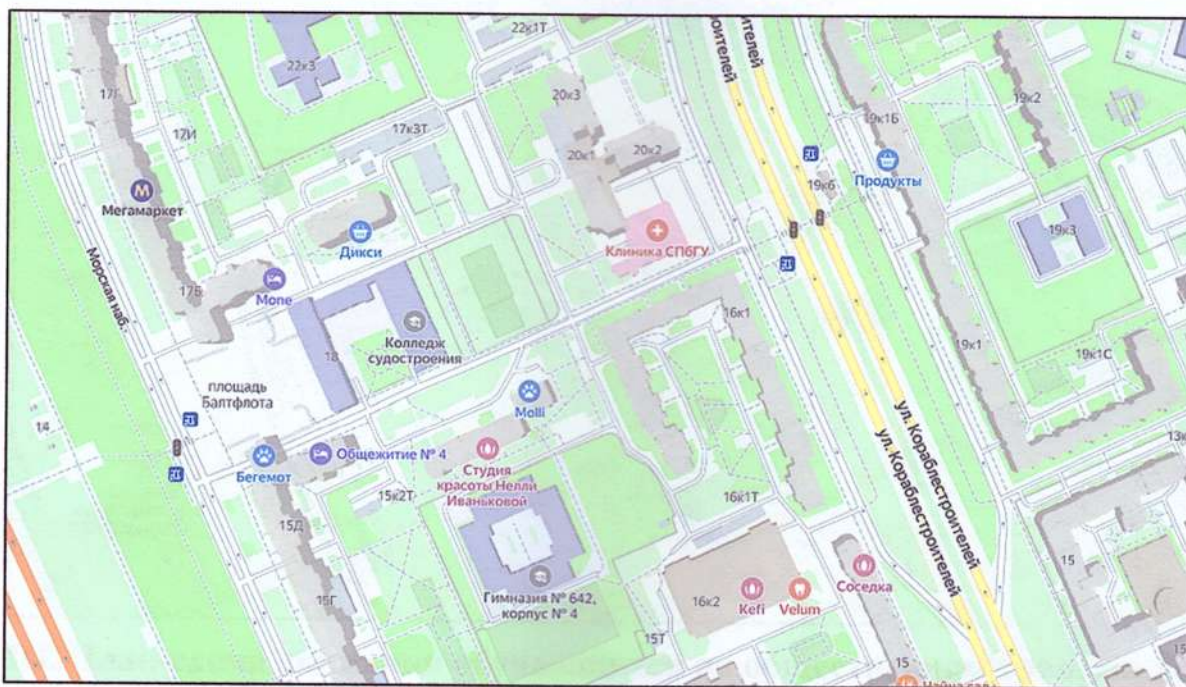 22к1Т
22к3
17Г
17И
17к3Т
20к3
20к1
20к2
Мегамаркет
Дикси
Морская наб.
17Б
Mone
Клиника СПбГУ
ул. Кораблестроителей
19к1Б
19к2
19к6
Продукты
19к3
19к1
19к1С
18
Колледж
судостроения
16к1
площадь
Балтфлота
14
Molli
Бегемот
Общежитие № 4
Студия
красоты Нелли
Иваньковой
15к2Т
15Д
16к1Т
15Г
Гимназия № 642,
корпус № 4
16к2
Kefi
Velum
Соседка
15Т
15
15
ул. Кораблестроителей